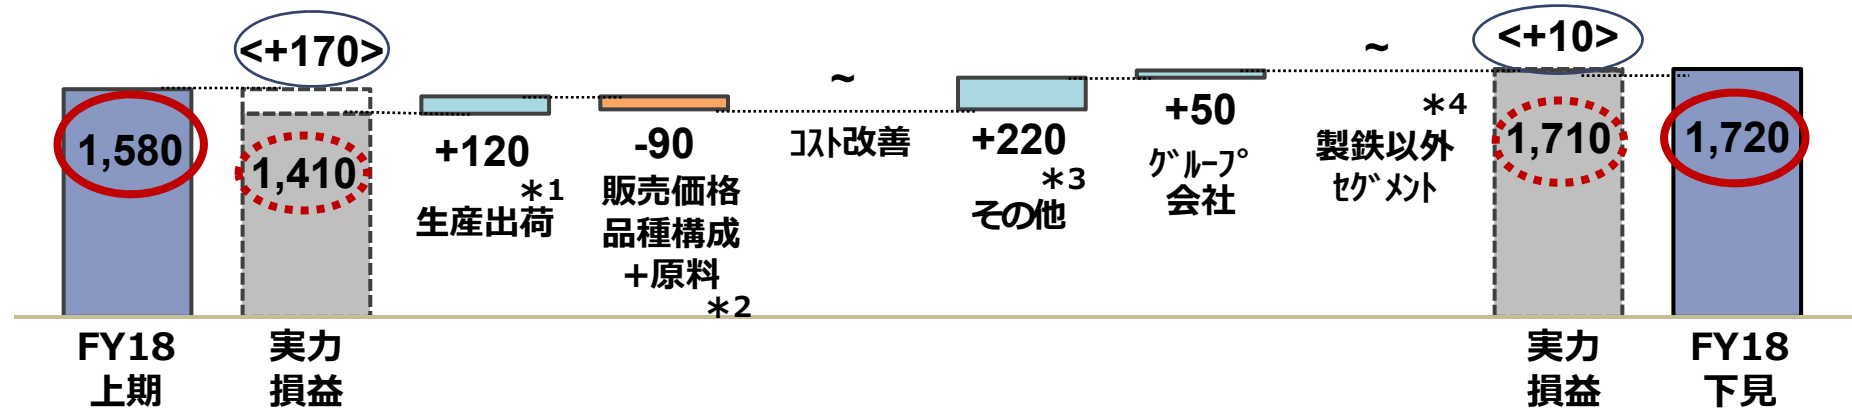 <+170>
<+10>
~
~
1,580
1,410
+120
*1
生産出荷
-90
販売価格
品種構成
+原料
*2
ｺｽﾄ改善
+220
*3
その他
+50
ｸﾞﾙｰﾌﾟ
会社
*4
製鉄以外
ｾｸﾞﾒﾝﾄ
1,710
1,720
FY18
上期
実力
損益
実力
損益
FY18
下見